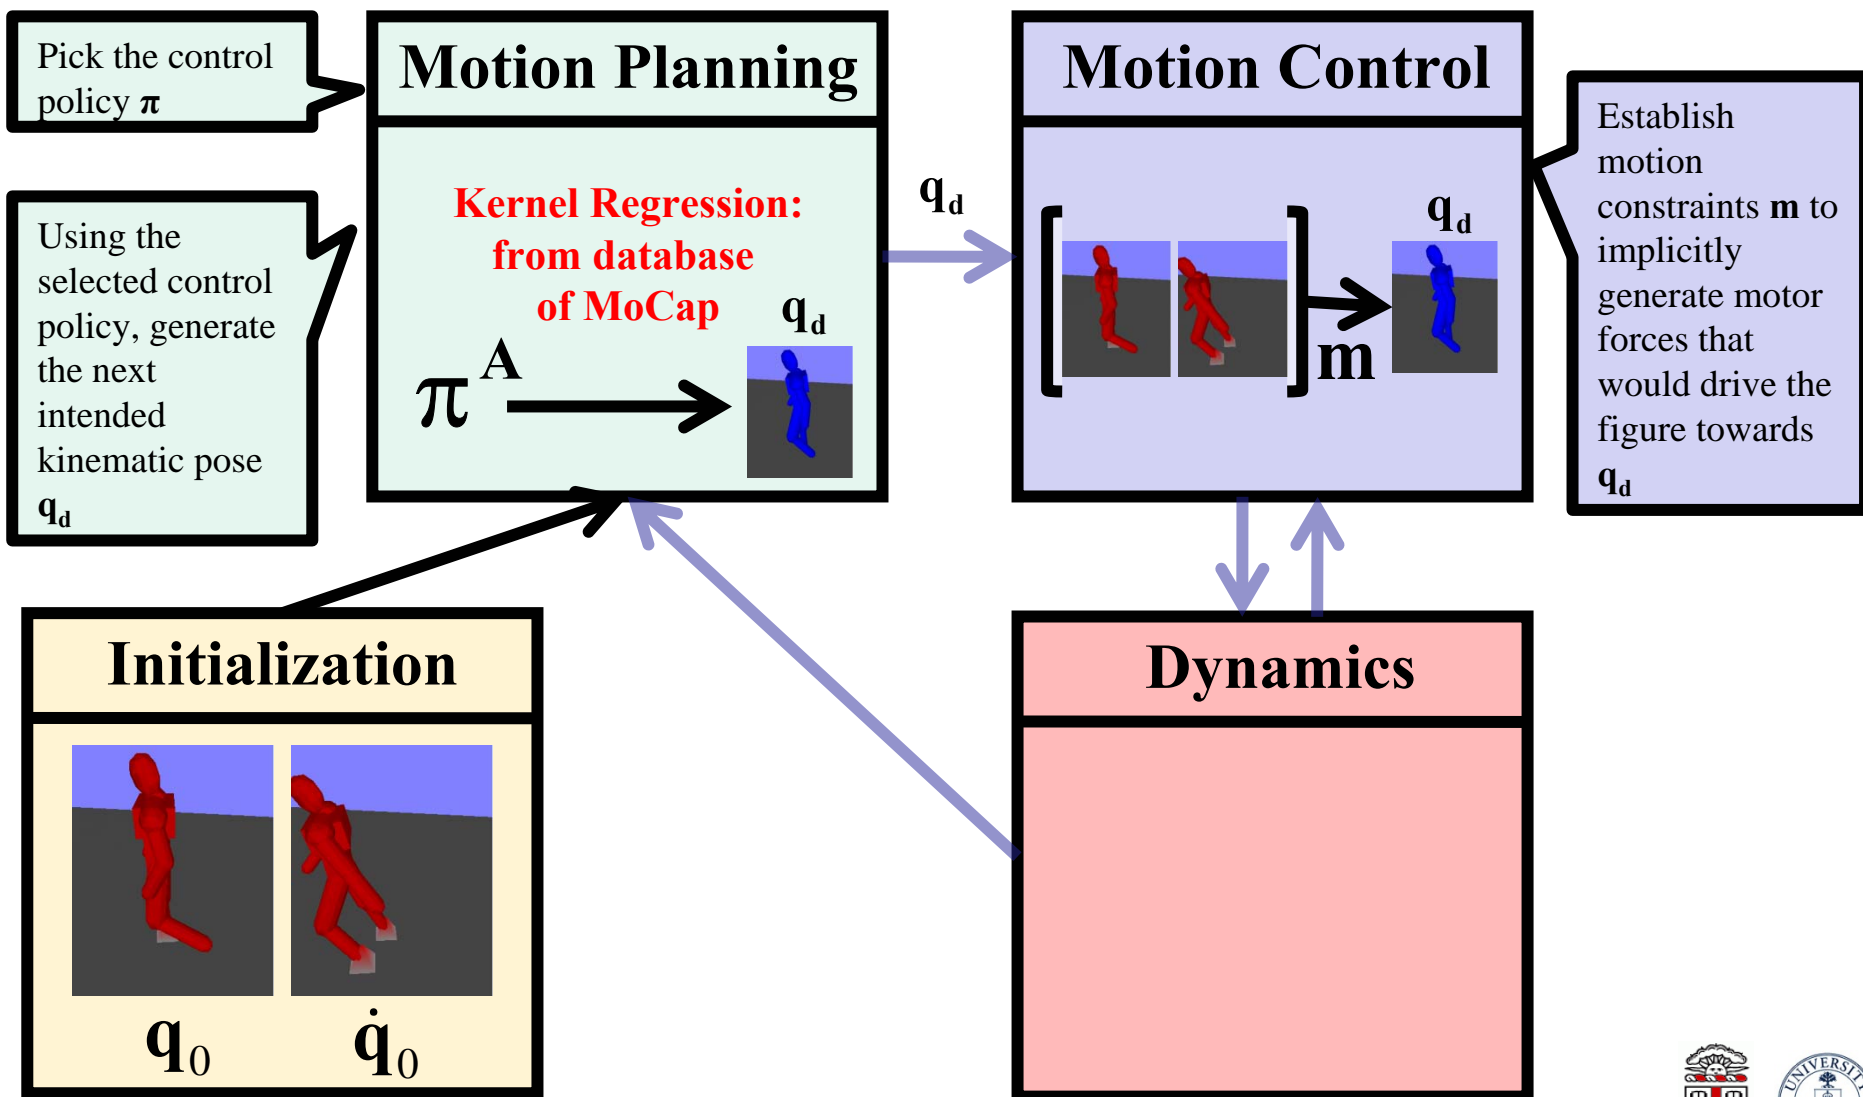 Pick the control
policy π
Using the
selected control
policy, generate
the next
intended
kinematic pose
q_d
Motion Planning
Kernel Regression:
from database
of MoCap
q_d
π^A
q_d
Motion Control
q_d
m
Establish
motion
constraints m to
implicitly
generate motor
forces that
would drive the
figure towards
q_d
Initialization
q_0 q̇_0
Dynamics
UNIVERSITY